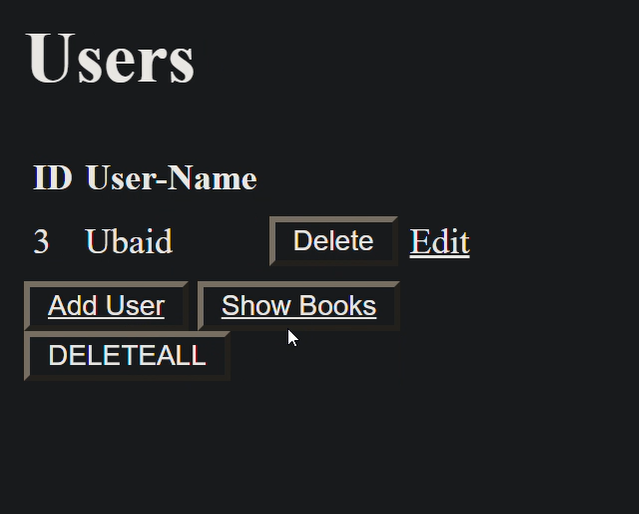 Users
ID User-Name
3 Ubaid Delete Edit
Add User Show Books
DELETEALL